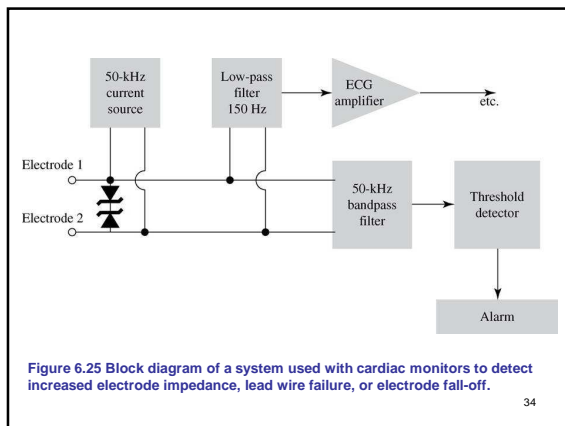 50-kHz
current
source
Low-pass
filter
150 Hz
ECG
amplifier
etc.
Electrode 1
Electrode 2
50-kHz
bandpass
filter
Threshold
detector
Alarm
Figure 6.25 Block diagram of a system used with cardiac monitors to detect
increased electrode impedance, lead wire failure, or electrode fall-off.
34